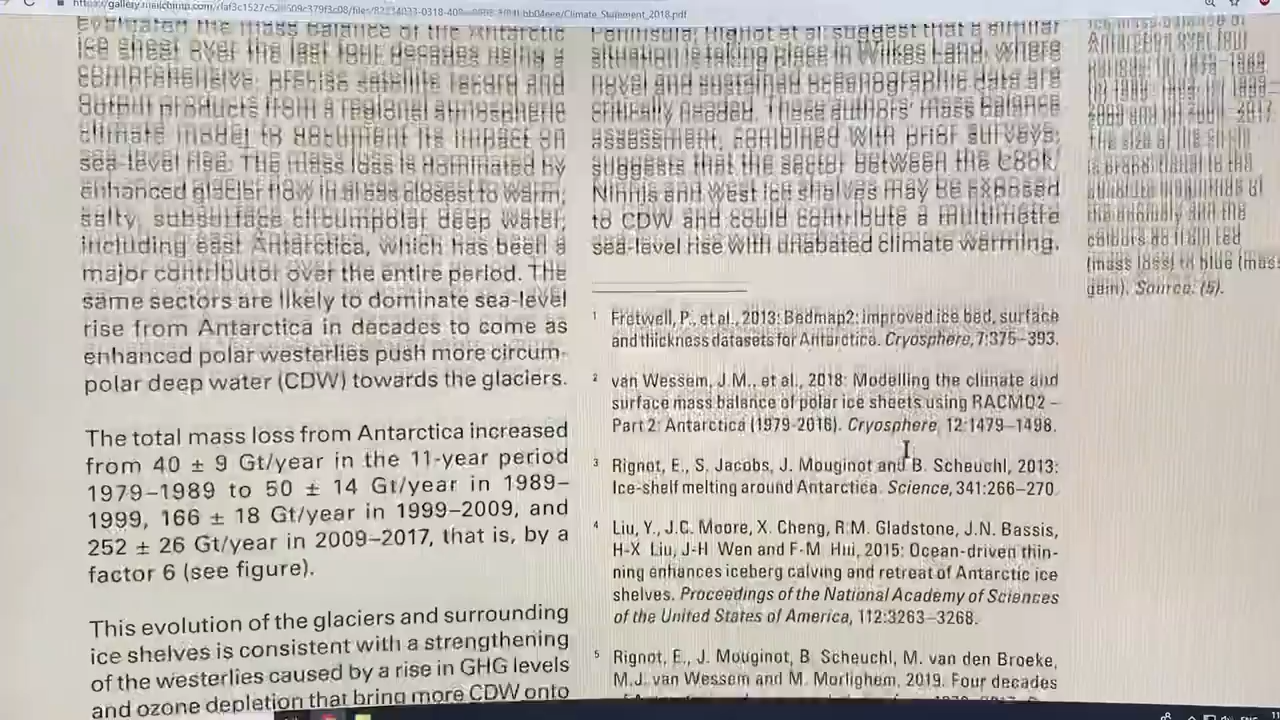 Climate_Statement_2018.pdf
Evaluated the mass balance of the Antarctic
ice sheet over the last four decades using a
comprehensive, precise satellite record and
output products from a regional atmospheric
climate model to document its impact on
sea-level rise. The mass loss is dominated by
enhanced glacier flow in areas closest to warm,
salty, subsurface circumpolar deep water,
including east Antarctica, which has been a
major contributor over the entire period. The
same sectors are likely to dominate sea-level
rise from Antarctica in decades to come as
enhanced polar westerlies push more circum-
polar deep water (CDW) towards the glaciers.
The total mass loss from Antarctica increased
from 40 ± 9 Gt/year in the 11-year period
1979–1989 to 50 ± 14 Gt/year in 1989–
1999, 166 ± 18 Gt/year in 1999–2009, and
252 ± 26 Gt/year in 2009–2017, that is, by a
factor 6 (see figure).
This evolution of the glaciers and surrounding
ice shelves is consistent with a strengthening
of the westerlies caused by a rise in GHG levels
and ozone depletion that bring more CDW onto
Peninsula, Rignot et al suggest that a similar
situation is taking place in Wilkes Land, where
novel and sustained oceanographic data are
critically needed. These authors' mass balance
assessment, combined with prior surveys,
suggests that the sector between the Cook/
Ninnis and West ice shelves may be exposed
to CDW and could contribute a multimetre
sea-level rise with unabated climate warming.
1 Fretwell, P., et al., 2013: Bedmap2: improved ice bed, surface
and thickness datasets for Antarctica. Cryosphere, 7:375–393.
2 van Wessem, J.M., et al., 2018: Modelling the climate and
surface mass balance of polar ice sheets using RACMO2 –
Part 2: Antarctica (1979-2016). Cryosphere, 12:1479–1498.
3 Rignot, E., S. Jacobs, J. Mouginot and B. Scheuchl, 2013:
Ice-shelf melting around Antarctica. Science, 341:266–270.
4 Liu, Y., J.C. Moore, X. Cheng, R.M. Gladstone, J.N. Bassis,
H-X Liu, J-H Wen and F-M Hui, 2015: Ocean-driven thin-
ning enhances iceberg calving and retreat of Antarctic ice
shelves. Proceedings of the National Academy of Sciences
of the United States of America, 112:3263–3268.
5 Rignot, E., J. Mouginot, B. Scheuchl, M. van den Broeke,
M.J. van Wessem and M. Morlighem, 2019. Four decades
The size of the
is proportional to the
absolute magnitude of
the anomaly and the
(mass loss) to blue (mass
gain). Source: (5).